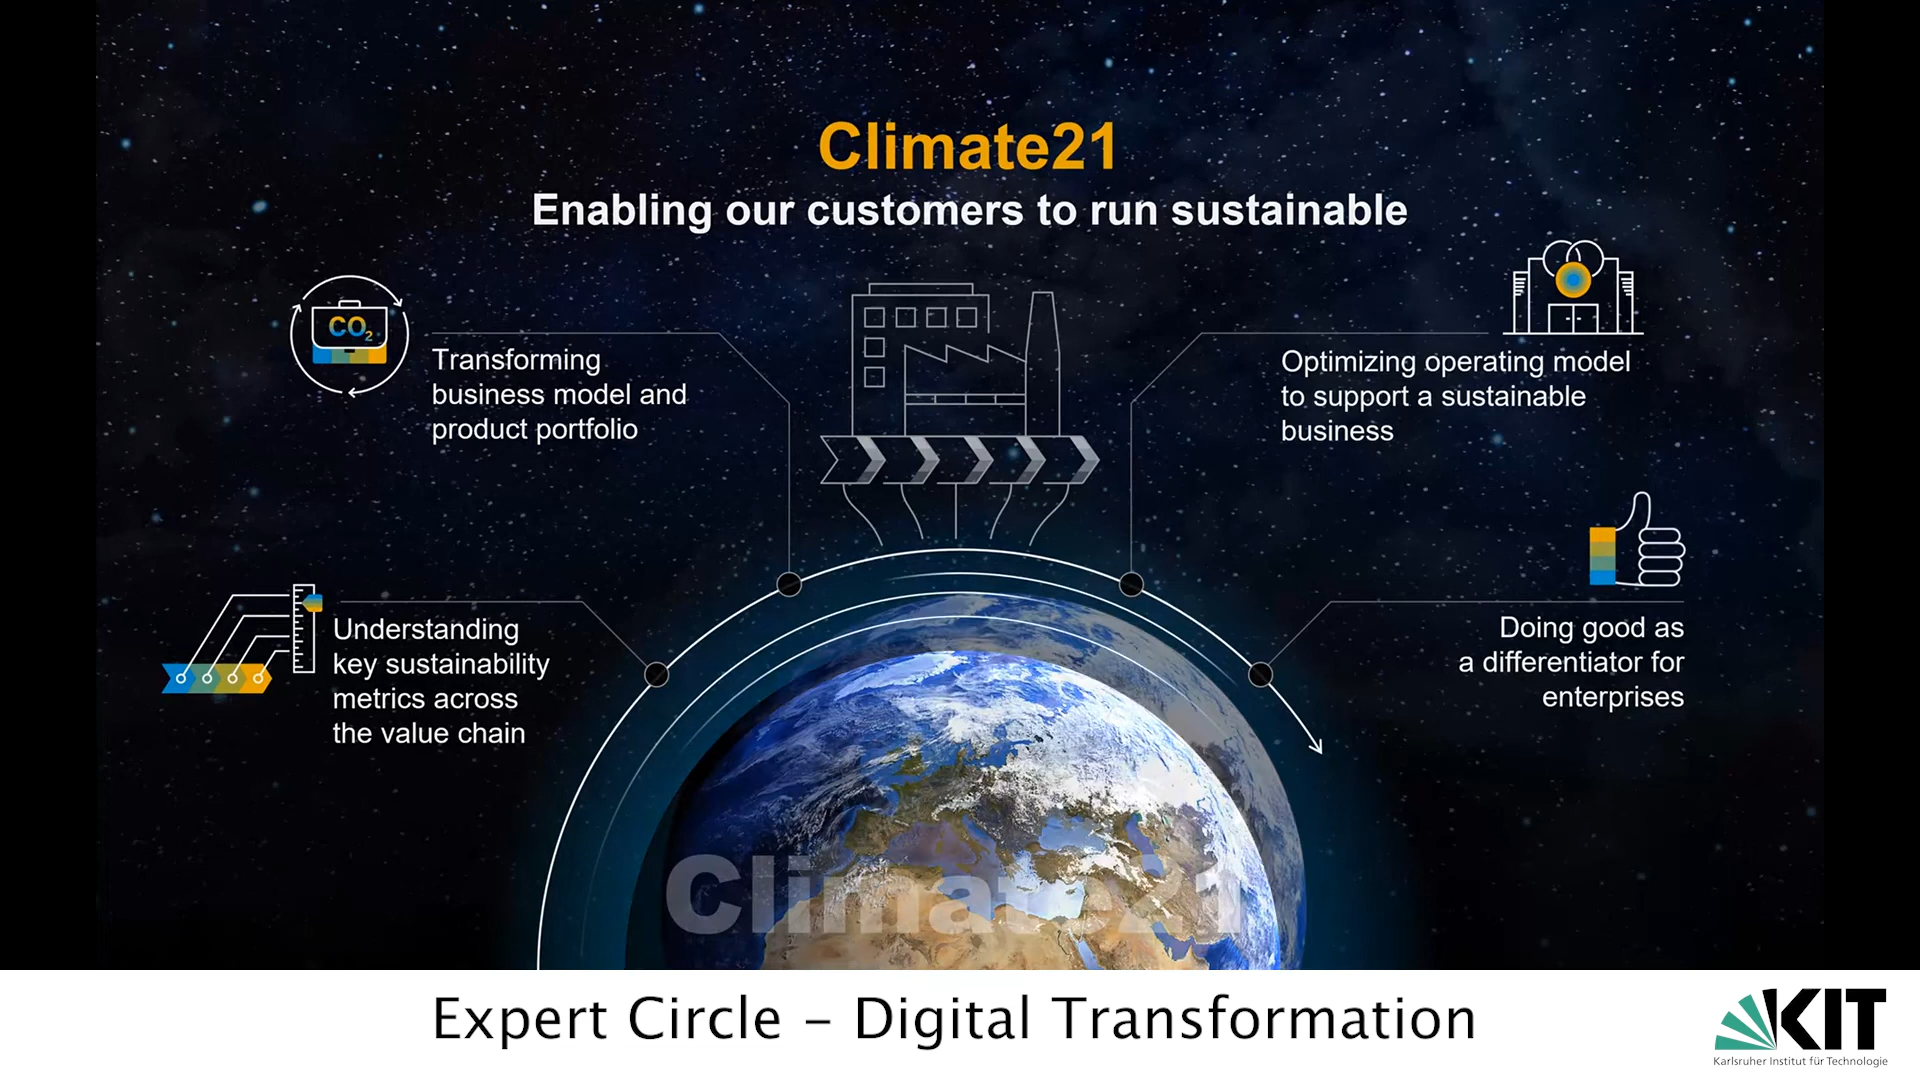 Climate21
Enabling our customers to run sustainable
CO2
Transforming
business model and
product portfolio
Optimizing operating model
to support a sustainable
business
Understanding
key sustainability
metrics across
the value chain
Doing good as
a differentiator for
enterprises
Climate21
Expert Circle – Digital Transformation
KIT
Karlsruher Institut für Technologie